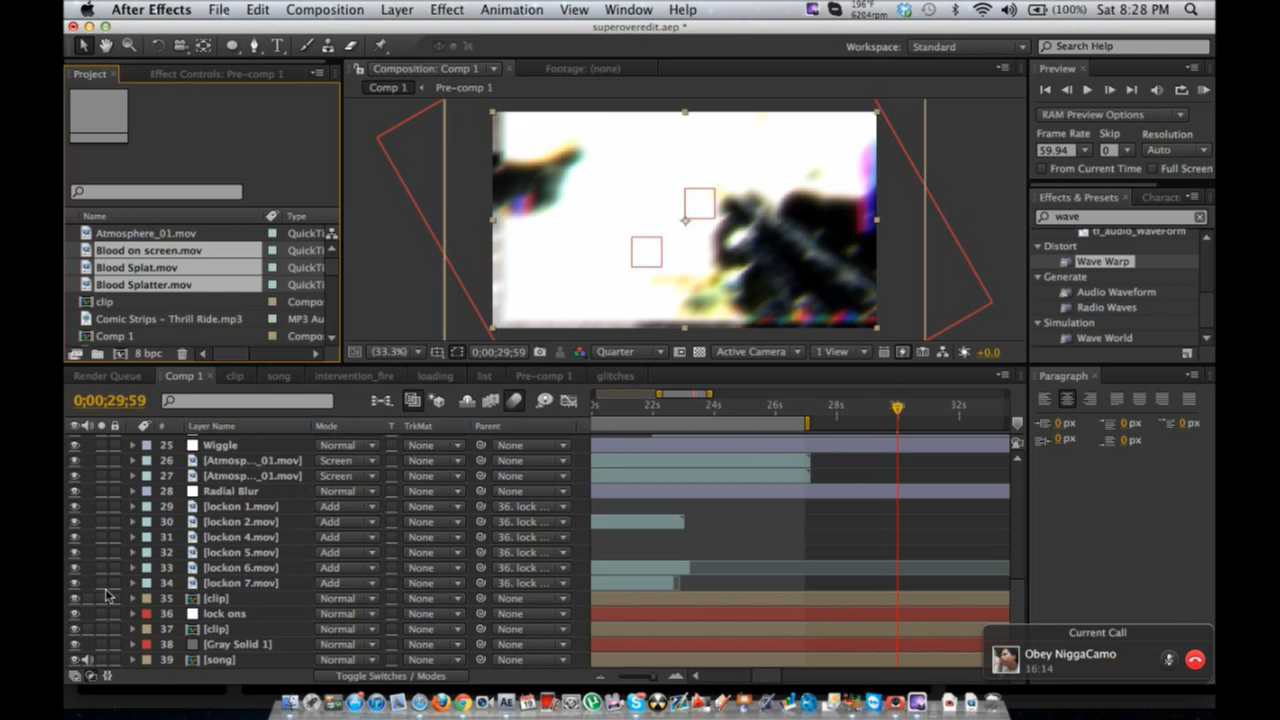 After Effects File Edit Composition Layer Effect Animation View Window Help 196°F 6204rpm (100%) Sat 8:28 PM
superoveredit.aep *
Workspace: Standard Search Help
Project Effect Controls: Pre-comp 1 Composition: Comp 1 Footage: (none) Preview
Comp 1 Pre-comp 1
RAM Preview Options
Frame Rate Skip Resolution
59.94 0 Auto
From Current Time Full Screen
Effects & Presets Charact
wave
Name Type
tf_audio_WaveForm
Atmosphere_01.mov QuickTi
Distort
Blood on screen.mov QuickTi
Wave Warp
Blood Splat.mov QuickTi
Generate
Blood Splatter.mov QuickTi
Audio Waveform
clip Compo
Radio Waves
Comic Strips – Thrill Ride.mp3 MP3 Au
Simulation
Comp 1 Compo
Wave World
8 bpc (33.3%) 0;00;29;59 Quarter Active Camera 1 View +0.0
Render Queue Comp 1 clip song intervention_fire loading list Pre-comp 1 glitches Paragraph
0;00;29;59
0s 22s 24s 26s 32s
0 px 0 px 0 px
0 px 0 px
# Layer Name Mode T TrkMat Parent
25 Wiggle Normal None None
26 [Atmosp..._01.mov] Screen None None
27 [Atmosp..._01.mov] Screen None None
28 Radial Blur Normal None None
29 [lockon 1.mov] Add None 36. lock ...
30 [lockon 2.mov] Add None 36. lock ...
31 [lockon 4.mov] Add None 36. lock ...
32 [lockon 5.mov] Add None 36. lock ...
33 [lockon 6.mov] Add None 36. lock ...
34 [lockon 7.mov] Add None 36. lock ...
35 [clip] Normal None None
36 lock ons Normal None None
37 [clip] Normal None None
38 [Gray Solid 1] Normal None None
39 [song] Normal None None
Toggle Switches / Modes
Current Call
Obey NiggaCamo
16:14